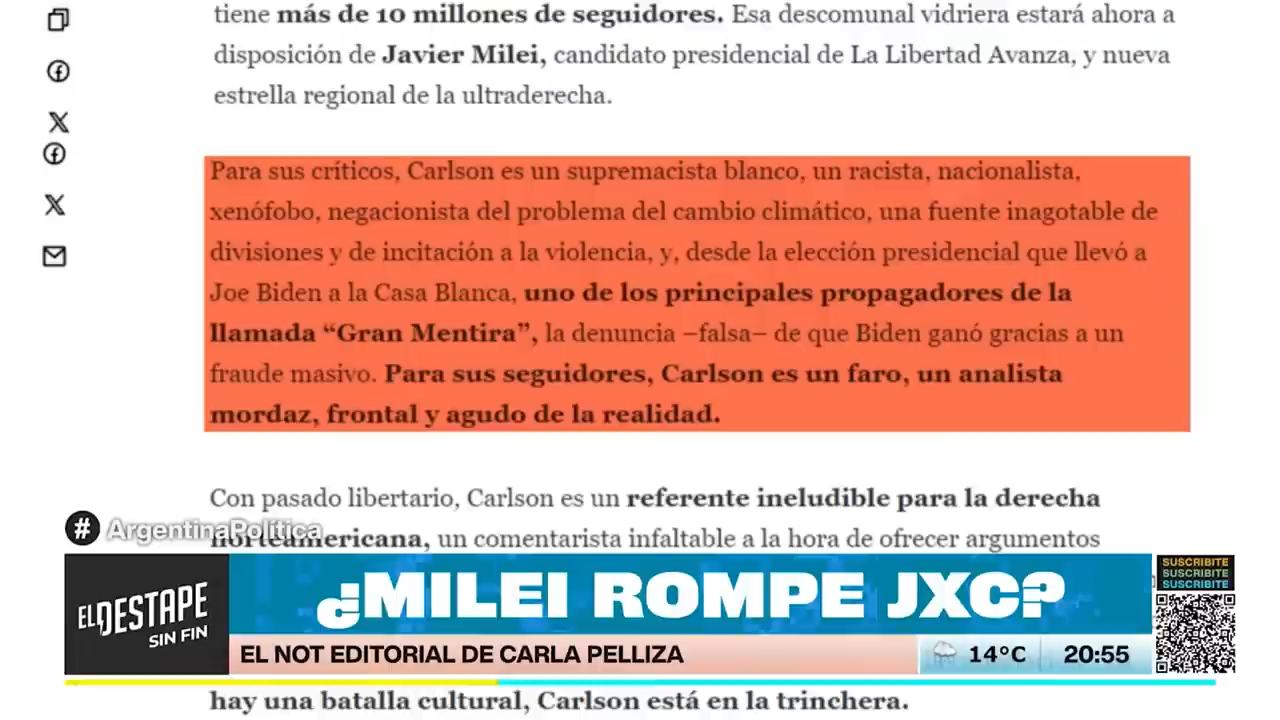 tiene más de 10 millones de seguidores. Esa descomunal vidriera estará ahora a
disposición de Javier Milei, candidato presidencial de La Libertad Avanza, y nueva
estrella regional de la ultraderecha.
Para sus críticos, Carlson es un supremacista blanco, un racista, nacionalista,
xenófobo, negacionista del problema del cambio climático, una fuente inagotable de
divisiones y de incitación a la violencia, y, desde la elección presidencial que llevó a
Joe Biden a la Casa Blanca, uno de los principales propagadores de la
llamada “Gran Mentira”, la denuncia –falsa– de que Biden ganó gracias a un
fraude masivo. Para sus seguidores, Carlson es un faro, un analista
mordaz, frontal y agudo de la realidad.
Con pasado libertario, Carlson es un referente ineludible para la derecha
norteamericana, un comentarista infaltable a la hora de ofrecer argumentos
# ArgentinaPolítica
EL DESTAPE
SIN FIN
¿MILEI ROMPE JXC?
EL NOT EDITORIAL DE CARLA PELLIZA
14°C
20:55
SUSCRIBITE
SUSCRIBITE
SUSCRIBITE
hay una batalla cultural, Carlson está en la trinchera.